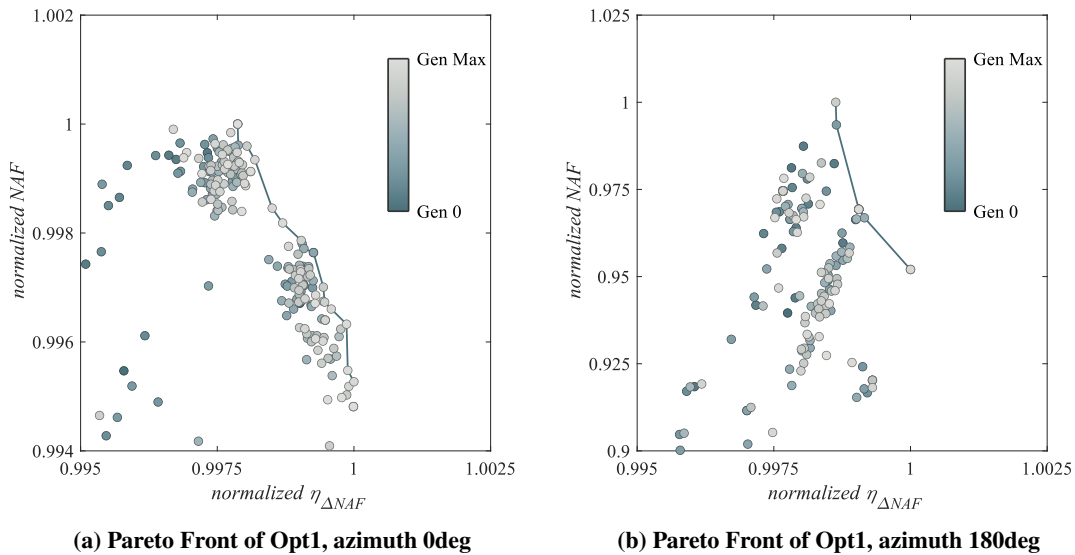 1.002
1
0.998
0.996
0.994
0.995
0.9975
1
1.0025
normalized NAF
normalized η_ΔNAF
Gen Max
Gen 0
(a) Pareto Front of Opt1, azimuth 0deg
1.025
1
0.975
0.95
0.925
0.9
0.995
0.9975
1
1.0025
normalized NAF
normalized η_ΔNAF
Gen Max
Gen 0
(b) Pareto Front of Opt1, azimuth 180deg